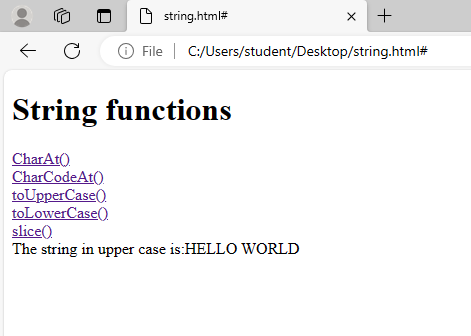 string.html#
File C:/Users/student/Desktop/string.html#
String functions
CharAt()
CharCodeAt()
toUpperCase()
toLowerCase()
slice()
The string in upper case is:HELLO WORLD